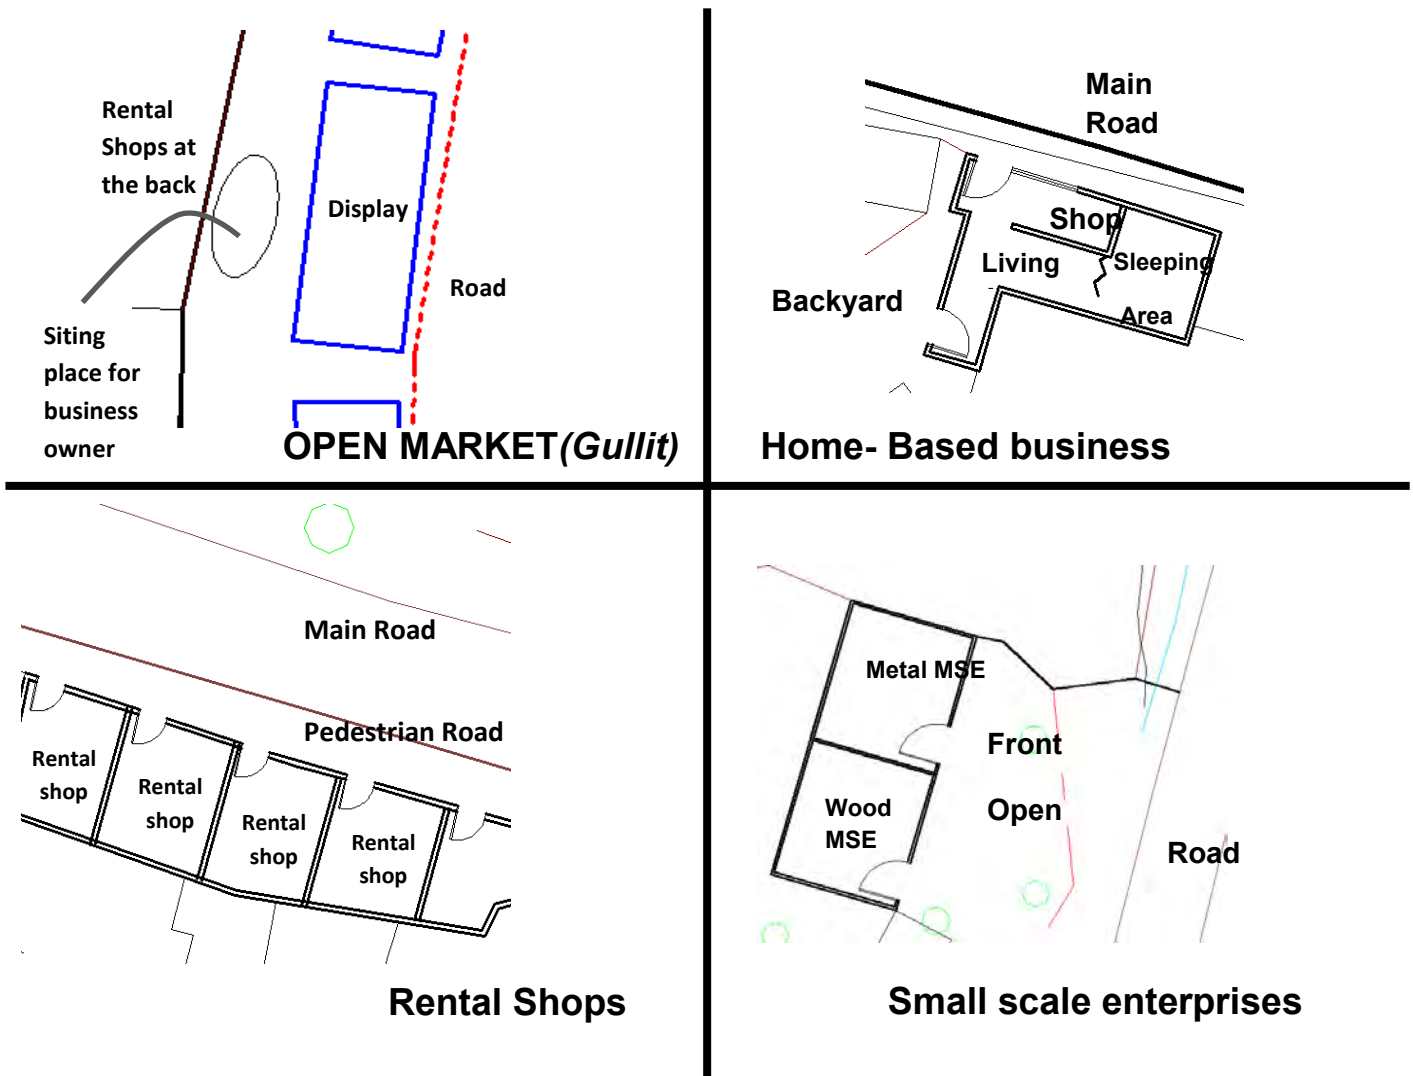 Rental
Shops at
the back
Display
Road
Siting
place for
business
owner
OPEN MARKET(Gullit)
Main
Road
Shop
Living
Sleeping
Area
Backyard
Home- Based business
Main Road
Pedestrian Road
Rental
shop
Rental
shop
Rental
shop
Rental
shop
Rental Shops
Metal MSE
Front
Open
Wood
MSE
Road
Small scale enterprises